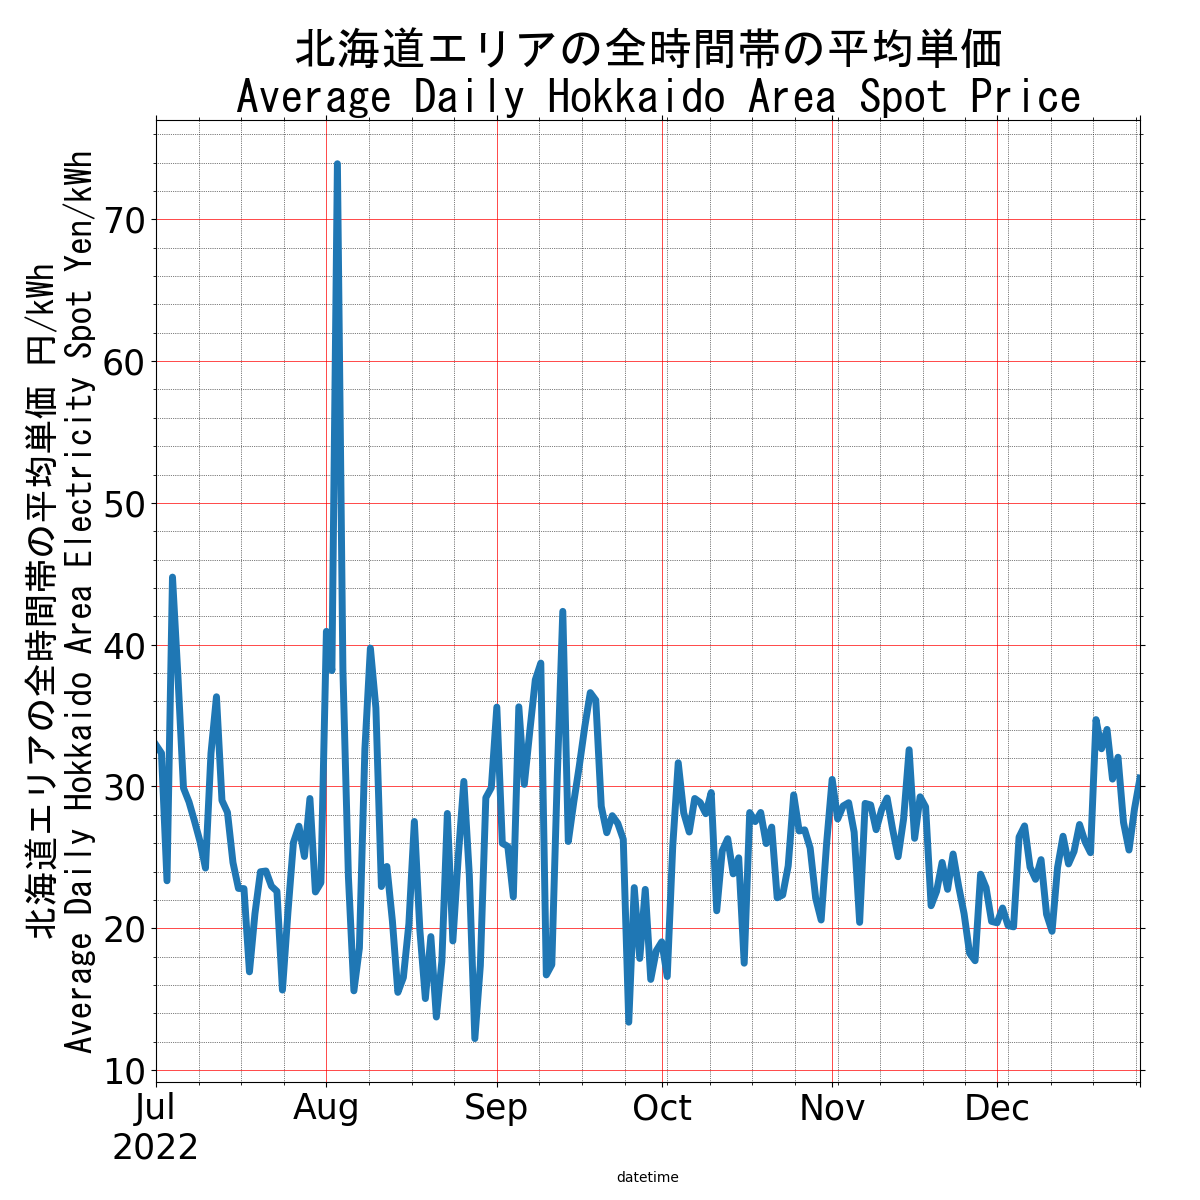 北海道エリアの全時間帯の平均単価
Average Daily Hokkaido Area Spot Price
北海道エリアの全時間帯の平均単価 円/kWh
Average Daily Hokkaido Area Electricity Spot Yen/kWh
70
60
50
40
30
20
10
Jul Aug Sep Oct Nov Dec
2022
datetime